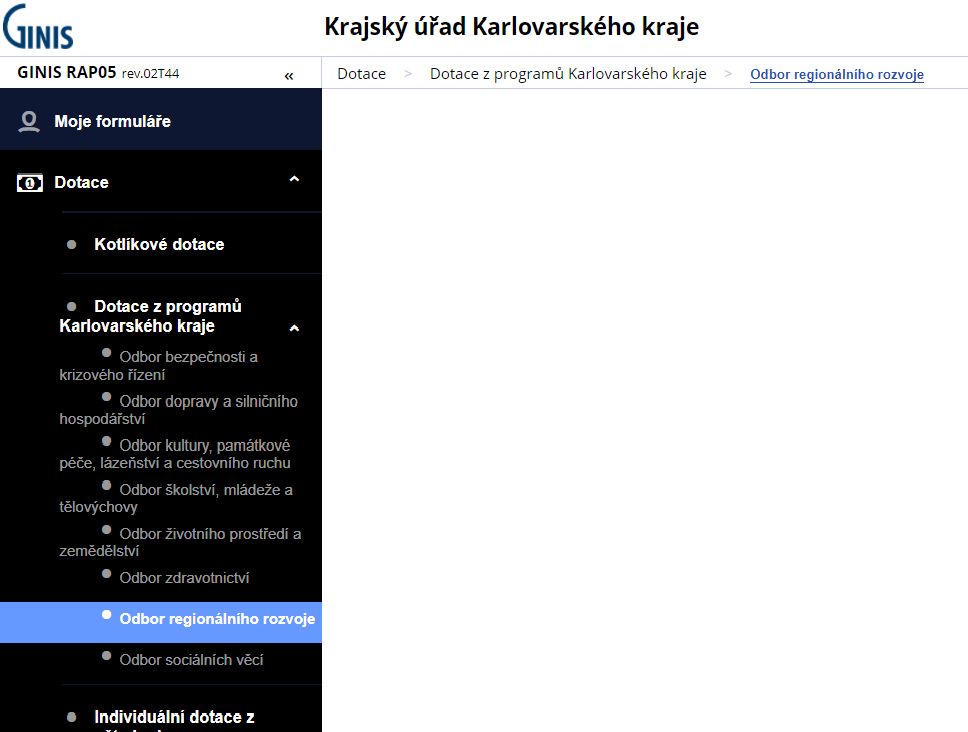 GINIS
Krajský úřad Karlovarského kraje
GINIS RAP05 rev.02T44
«
Dotace > Dotace z programů Karlovarského kraje > Odbor regionálního rozvoje
Moje formuláře
Dotace
Kotlíkové dotace
Dotace z programů
Karlovarského kraje
Odbor bezpečnosti a
krizového řízení
Odbor dopravy a silničního
hospodářství
Odbor kultury, památkové
péče, lázeňství a cestovního ruchu
Odbor školství, mládeže a
tělovýchovy
Odbor životního prostředí a
zemědělství
Odbor zdravotnictví
Odbor regionálního rozvoje
Odbor sociálních věcí
Individuální dotace z